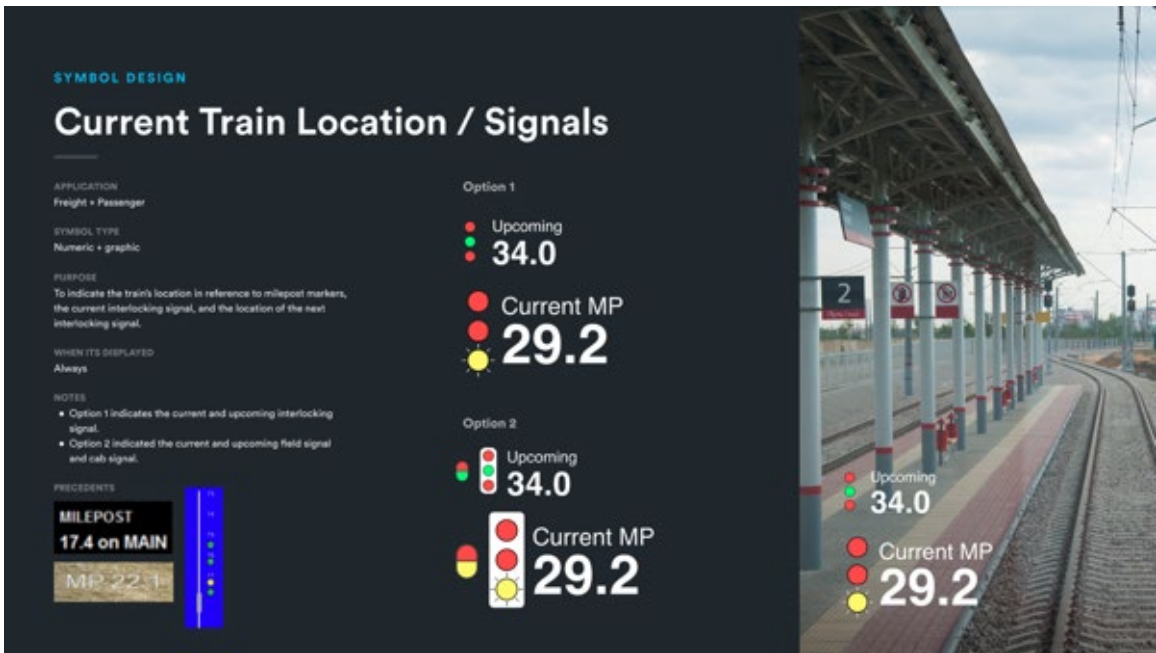 SYMBOL DESIGN
Current Train Location / Signals
APPLICATION
Freight + Passenger
SYMBOL TYPE
Numeric + graphic
PURPOSE
To indicate the train's location in reference to milepost markers,
the current interlocking signal, and the location of the next
interlocking signal.
WHEN ITS DISPLAYED
Always
NOTES
• Option 1 indicates the current and upcoming interlocking
signal.
• Option 2 indicated the current and upcoming field signal
and cab signal.
PRECEDENTS
MILEPOST
17.4 on MAIN
MP 22.1
Option 1
Upcoming
34.0
Current MP
29.2
Option 2
Upcoming
34.0
Current MP
29.2
2
Upcoming
34.0
Current MP
29.2